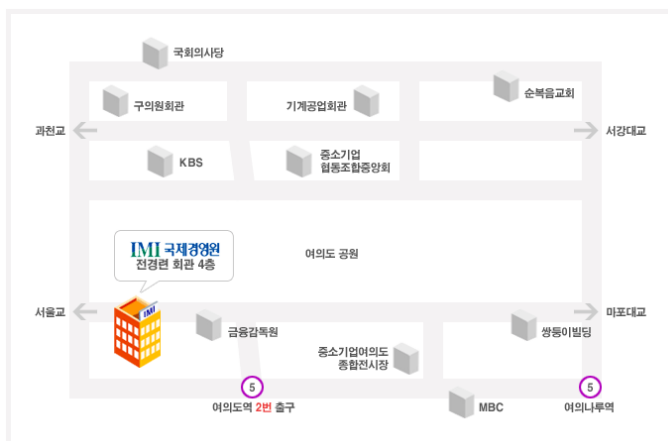 국회의사당
구의원회관
기계공업회관
순복음교회
과천교
서강대교
KBS
중소기업
협동조합중앙회
IMI 국제경영원
전경련 회관 4층
여의도 공원
IMI
서울교
마포대교
금융감독원
쌍둥이빌딩
중소기업여의도
종합전시장
5
여의도역 2번 출구
MBC
5
여의나루역